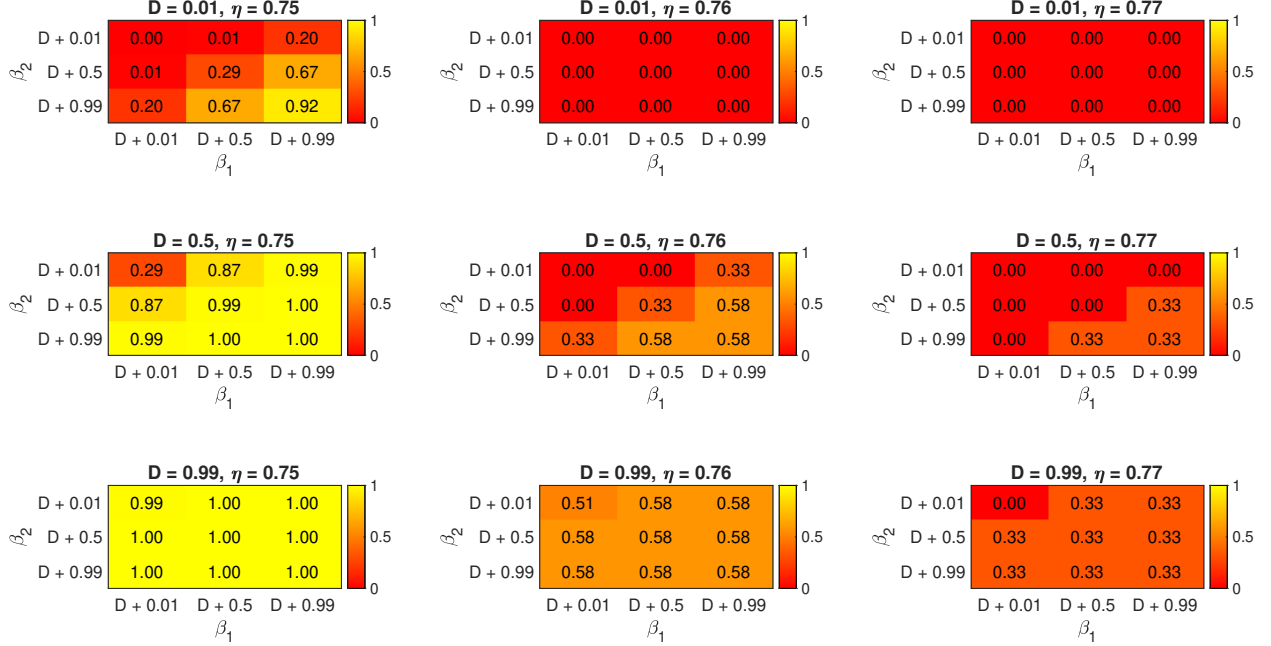 D = 0.01, η = 0.75
D + 0.01 0.00 0.01 0.20
D + 0.5 0.01 0.29 0.67
D + 0.99 0.20 0.67 0.92
D + 0.01 D + 0.5 D + 0.99
β1
β2
1
0.5
0
D = 0.01, η = 0.76
D + 0.01 0.00 0.00 0.00
D + 0.5 0.00 0.00 0.00
D + 0.99 0.00 0.00 0.00
D + 0.01 D + 0.5 D + 0.99
β1
β2
1
0.5
0
D = 0.01, η = 0.77
D + 0.01 0.00 0.00 0.00
D + 0.5 0.00 0.00 0.00
D + 0.99 0.00 0.00 0.00
D + 0.01 D + 0.5 D + 0.99
β1
β2
1
0.5
0
D = 0.5, η = 0.75
D + 0.01 0.29 0.87 0.99
D + 0.5 0.87 0.99 1.00
D + 0.99 0.99 1.00 1.00
D + 0.01 D + 0.5 D + 0.99
β1
β2
1
0.5
0
D = 0.5, η = 0.76
D + 0.01 0.00 0.00 0.33
D + 0.5 0.00 0.33 0.58
D + 0.99 0.33 0.58 0.58
D + 0.01 D + 0.5 D + 0.99
β1
β2
1
0.5
0
D = 0.5, η = 0.77
D + 0.01 0.00 0.00 0.00
D + 0.5 0.00 0.00 0.33
D + 0.99 0.00 0.33 0.33
D + 0.01 D + 0.5 D + 0.99
β1
β2
1
0.5
0
D = 0.99, η = 0.75
D + 0.01 0.99 1.00 1.00
D + 0.5 1.00 1.00 1.00
D + 0.99 1.00 1.00 1.00
D + 0.01 D + 0.5 D + 0.99
β1
β2
1
0.5
0
D = 0.99, η = 0.76
D + 0.01 0.51 0.58 0.58
D + 0.5 0.58 0.58 0.58
D + 0.99 0.58 0.58 0.58
D + 0.01 D + 0.5 D + 0.99
β1
β2
1
0.5
0
D = 0.99, η = 0.77
D + 0.01 0.00 0.33 0.33
D + 0.5 0.33 0.33 0.33
D + 0.99 0.33 0.33 0.33
D + 0.01 D + 0.5 D + 0.99
β1
β2
1
0.5
0